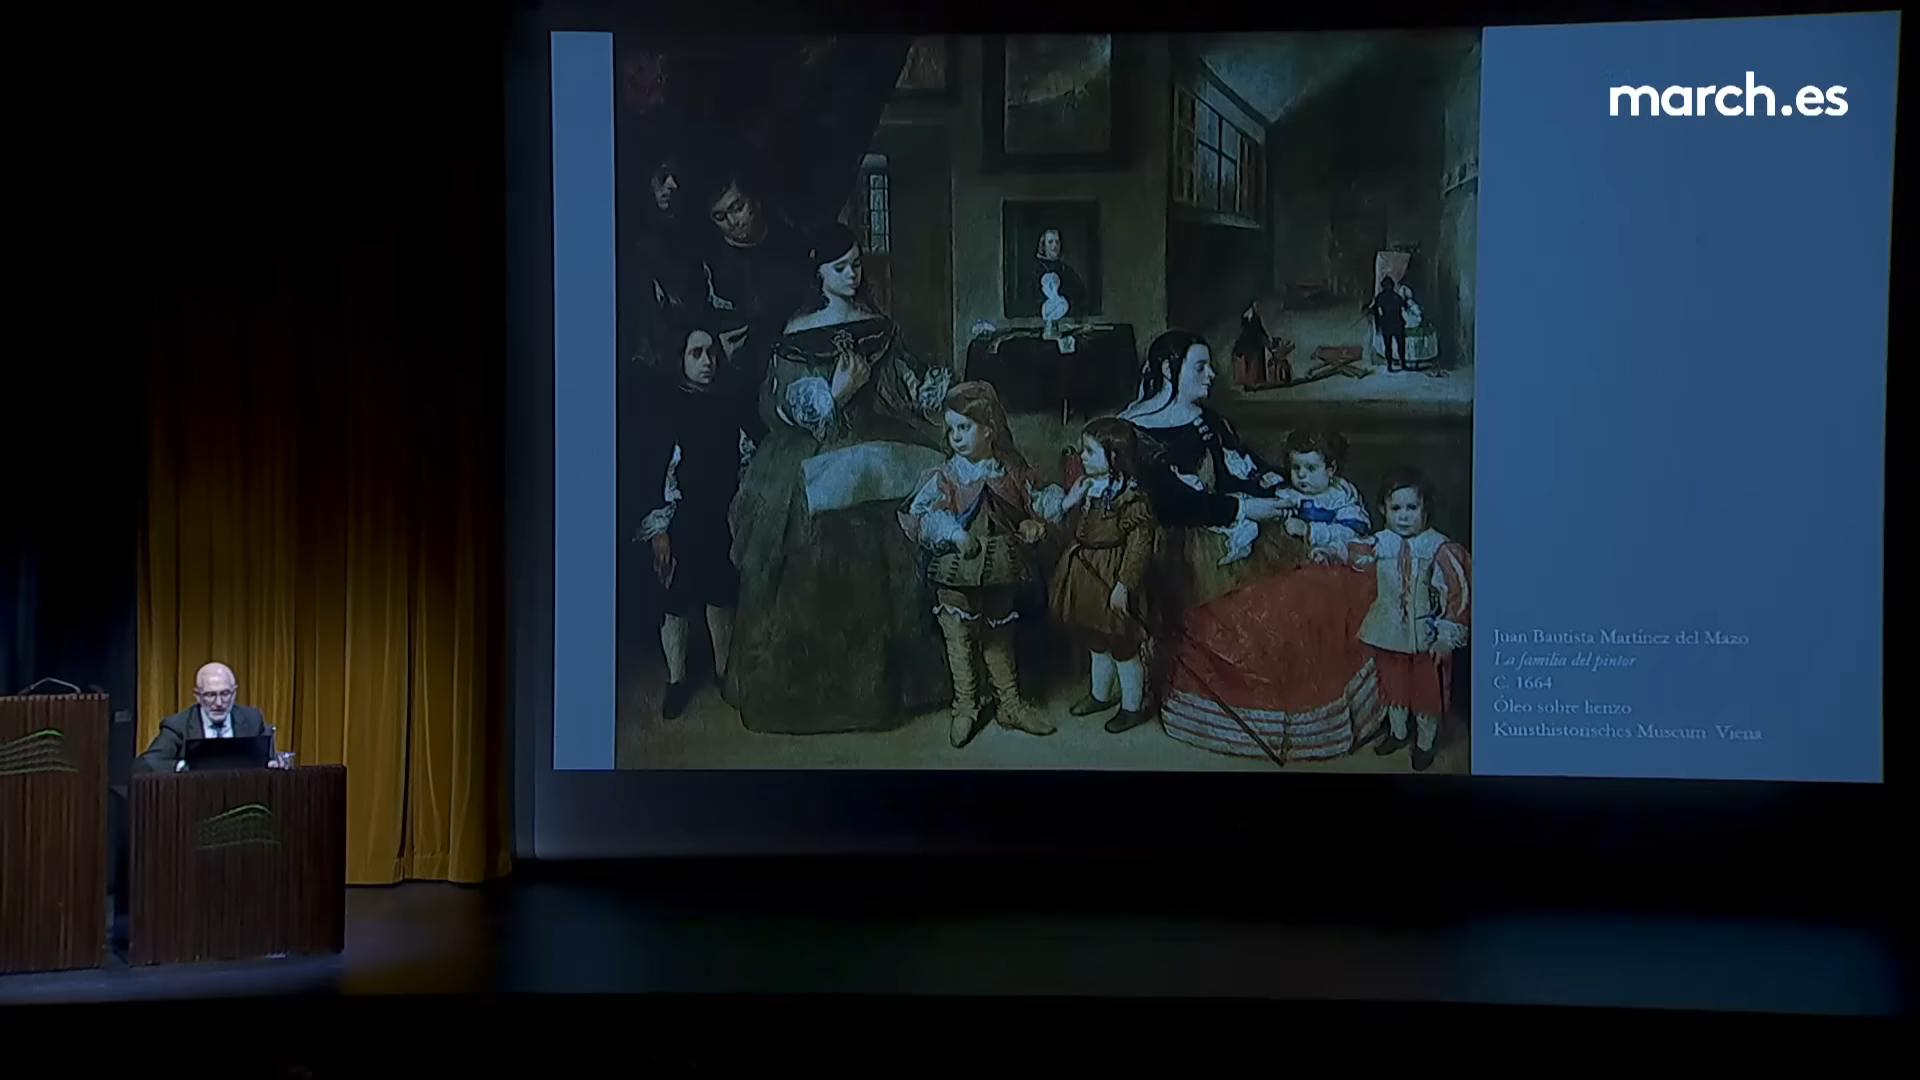 march.es
Juan Bautista Martínez del Mazo
La familia del pintor
C. 1664
Óleo sobre lienzo
Kunsthistorisches Museum Viena